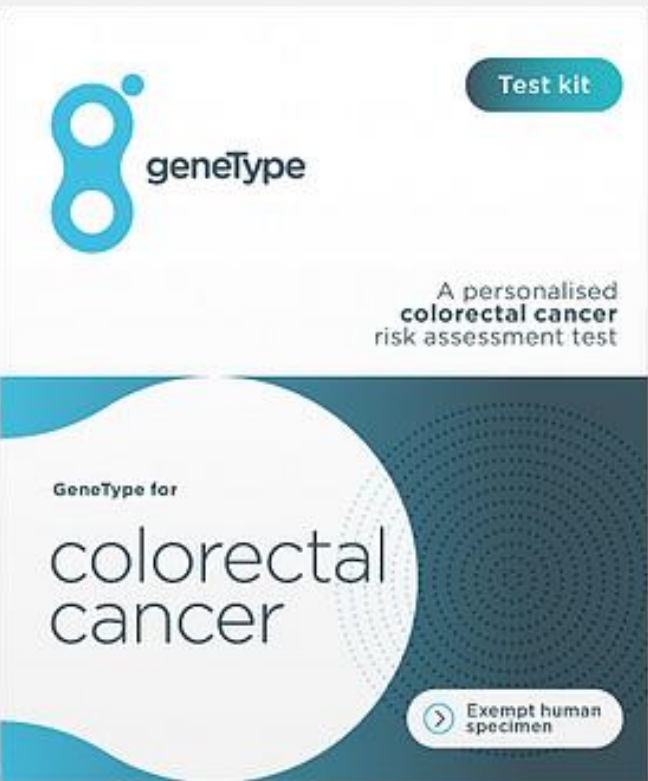 Test kit
geneType
A personalised
colorectal cancer
risk assessment test
GeneType for
colorectal
cancer
Exempt human
specimen